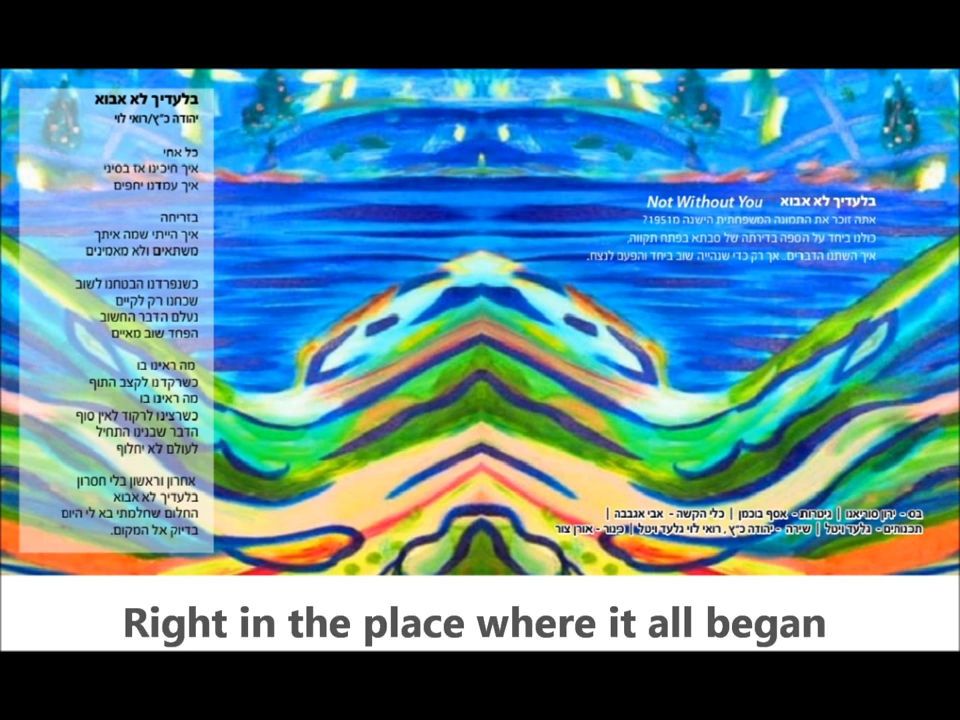 בלעדיך לא אבוא
יהודה כ"ץ/רואי לוי
כל אחי
איך חיכינו אז בסיני
איך עמדנו יחפים
בזריחה
איך הייתי שמה איתך
משתאים ולא מאמינים
כשנפרדנו הבטחנו לשוב
שכחנו רק לקיים
נעלם הדבר החשוב
הפחד שוב מאיים
מה ראינו בו
כשרקדנו לקצב התוף
מה ראינו בו
כשרצינו לרקוד לאין סוף
הדבר שבנינו התחיל
לעולם לא יחלוף
אחרון וראשון בלי חסרון
בלעדיך לא אבוא
החלום שחלמתי בא לי היום
בדיוק אל המקום.
בלעדיך לא אבוא Not Without You
אתה זוכר את התמונה המשפחתית הישנה מ1951?
כולנו ביחד על הספה בדירתה של סבתא בפתח תקווה,
איך השתנו הדברים.. אך רק כדי שנהייה שוב ביחד והפעם לנצח.
בס - ירון סוריאנו | גיטרות - אסף בוכמן | כלי הקשה - אבי אגבבה |
תכנותים - גלעד ויטל | שירה - יהודה כ"ץ , רואי לוי גלעד ויטל | כינור - אורן צור
Right in the place where it all began